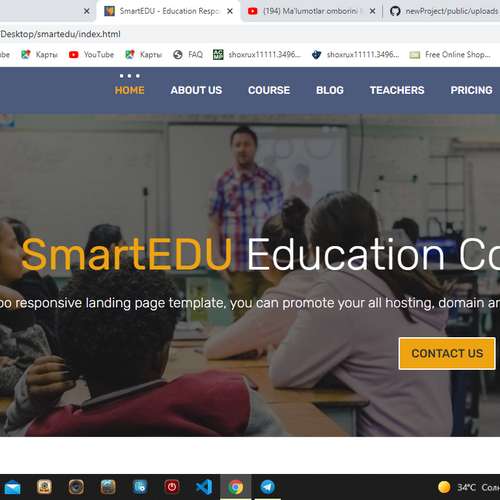 SmartEDU - Education Respon
(194) Ma'lumotlar omborini
newProject/public/uploads
/Desktop/smartedu/index.html
Карты
YouTube
Карты
FAQ
shoxrux11111.3496...
shoxrux11111.3496...
Free Online Shop...
HOME
ABOUT US
COURSE
BLOG
TEACHERS
PRICING
SmartEDU Education Co
oo responsive landing page template, you can promote your all hosting, domain an
CONTACT US
34°C Солн